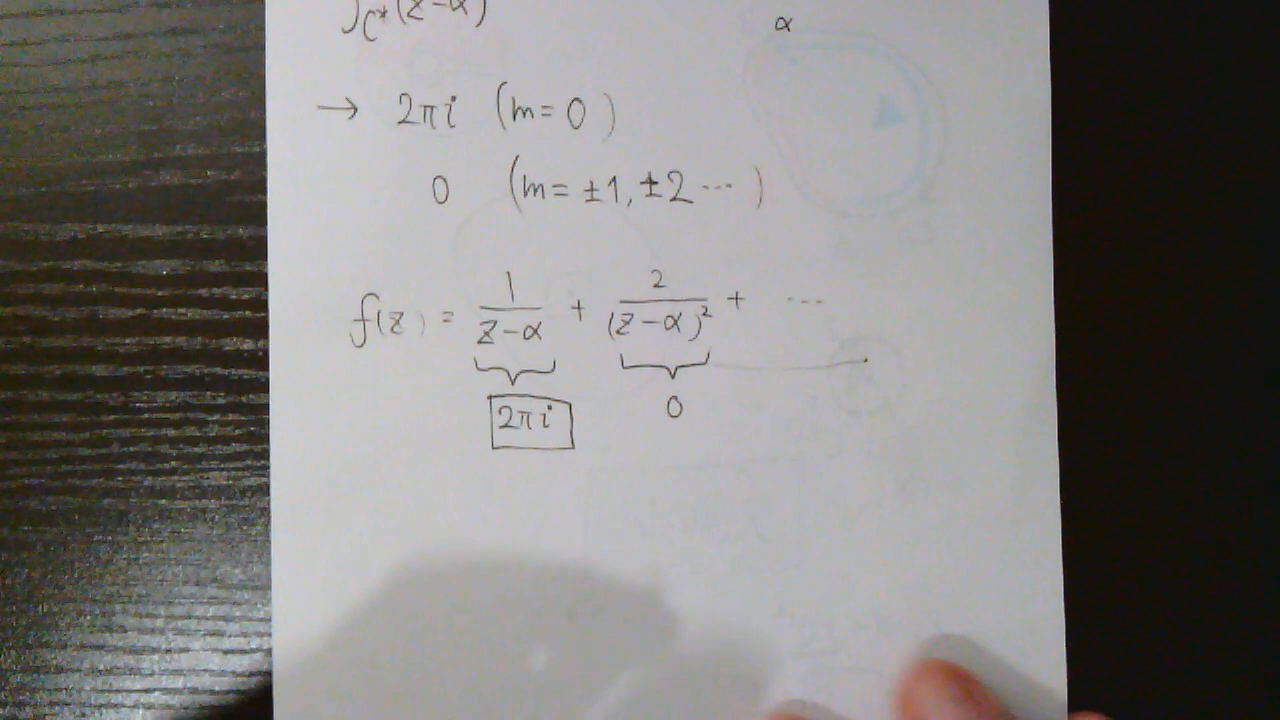 ∫_{C*}(z-α)
α
→ 2πi (m=0)
0 (m=±1,±2…)
f(z) = 1/(z-α) + 2/(z-α)² + …
2πi 0